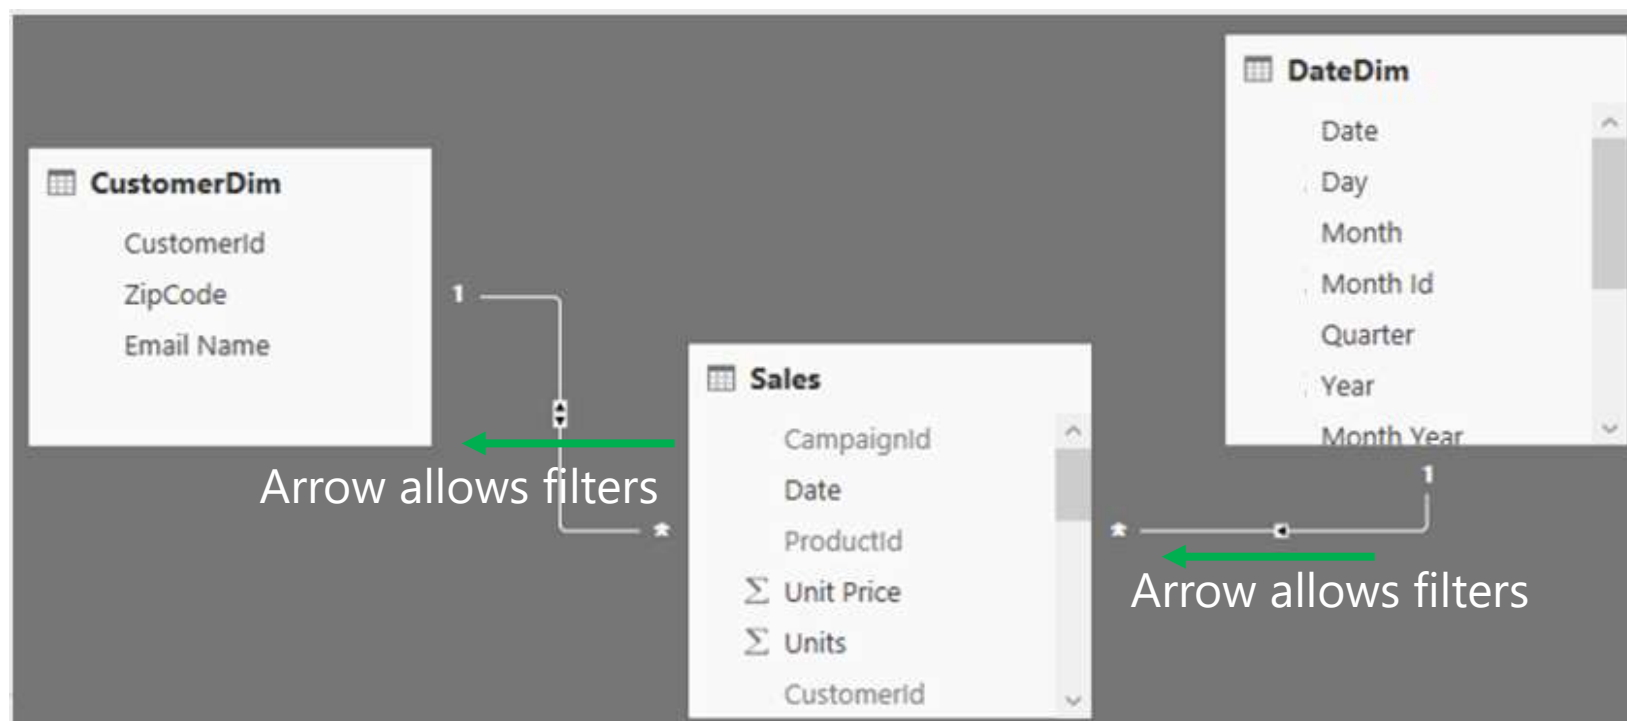 CustomerDim
CustomerId
ZipCode
Email Name
1
Arrow allows filters
*
Sales
CampaignId
Date
ProductId
Σ Unit Price
Σ Units
CustomerId
DateDim
Date
Day
Month
Month Id
Quarter
Year
Month Year
1
*
Arrow allows filters